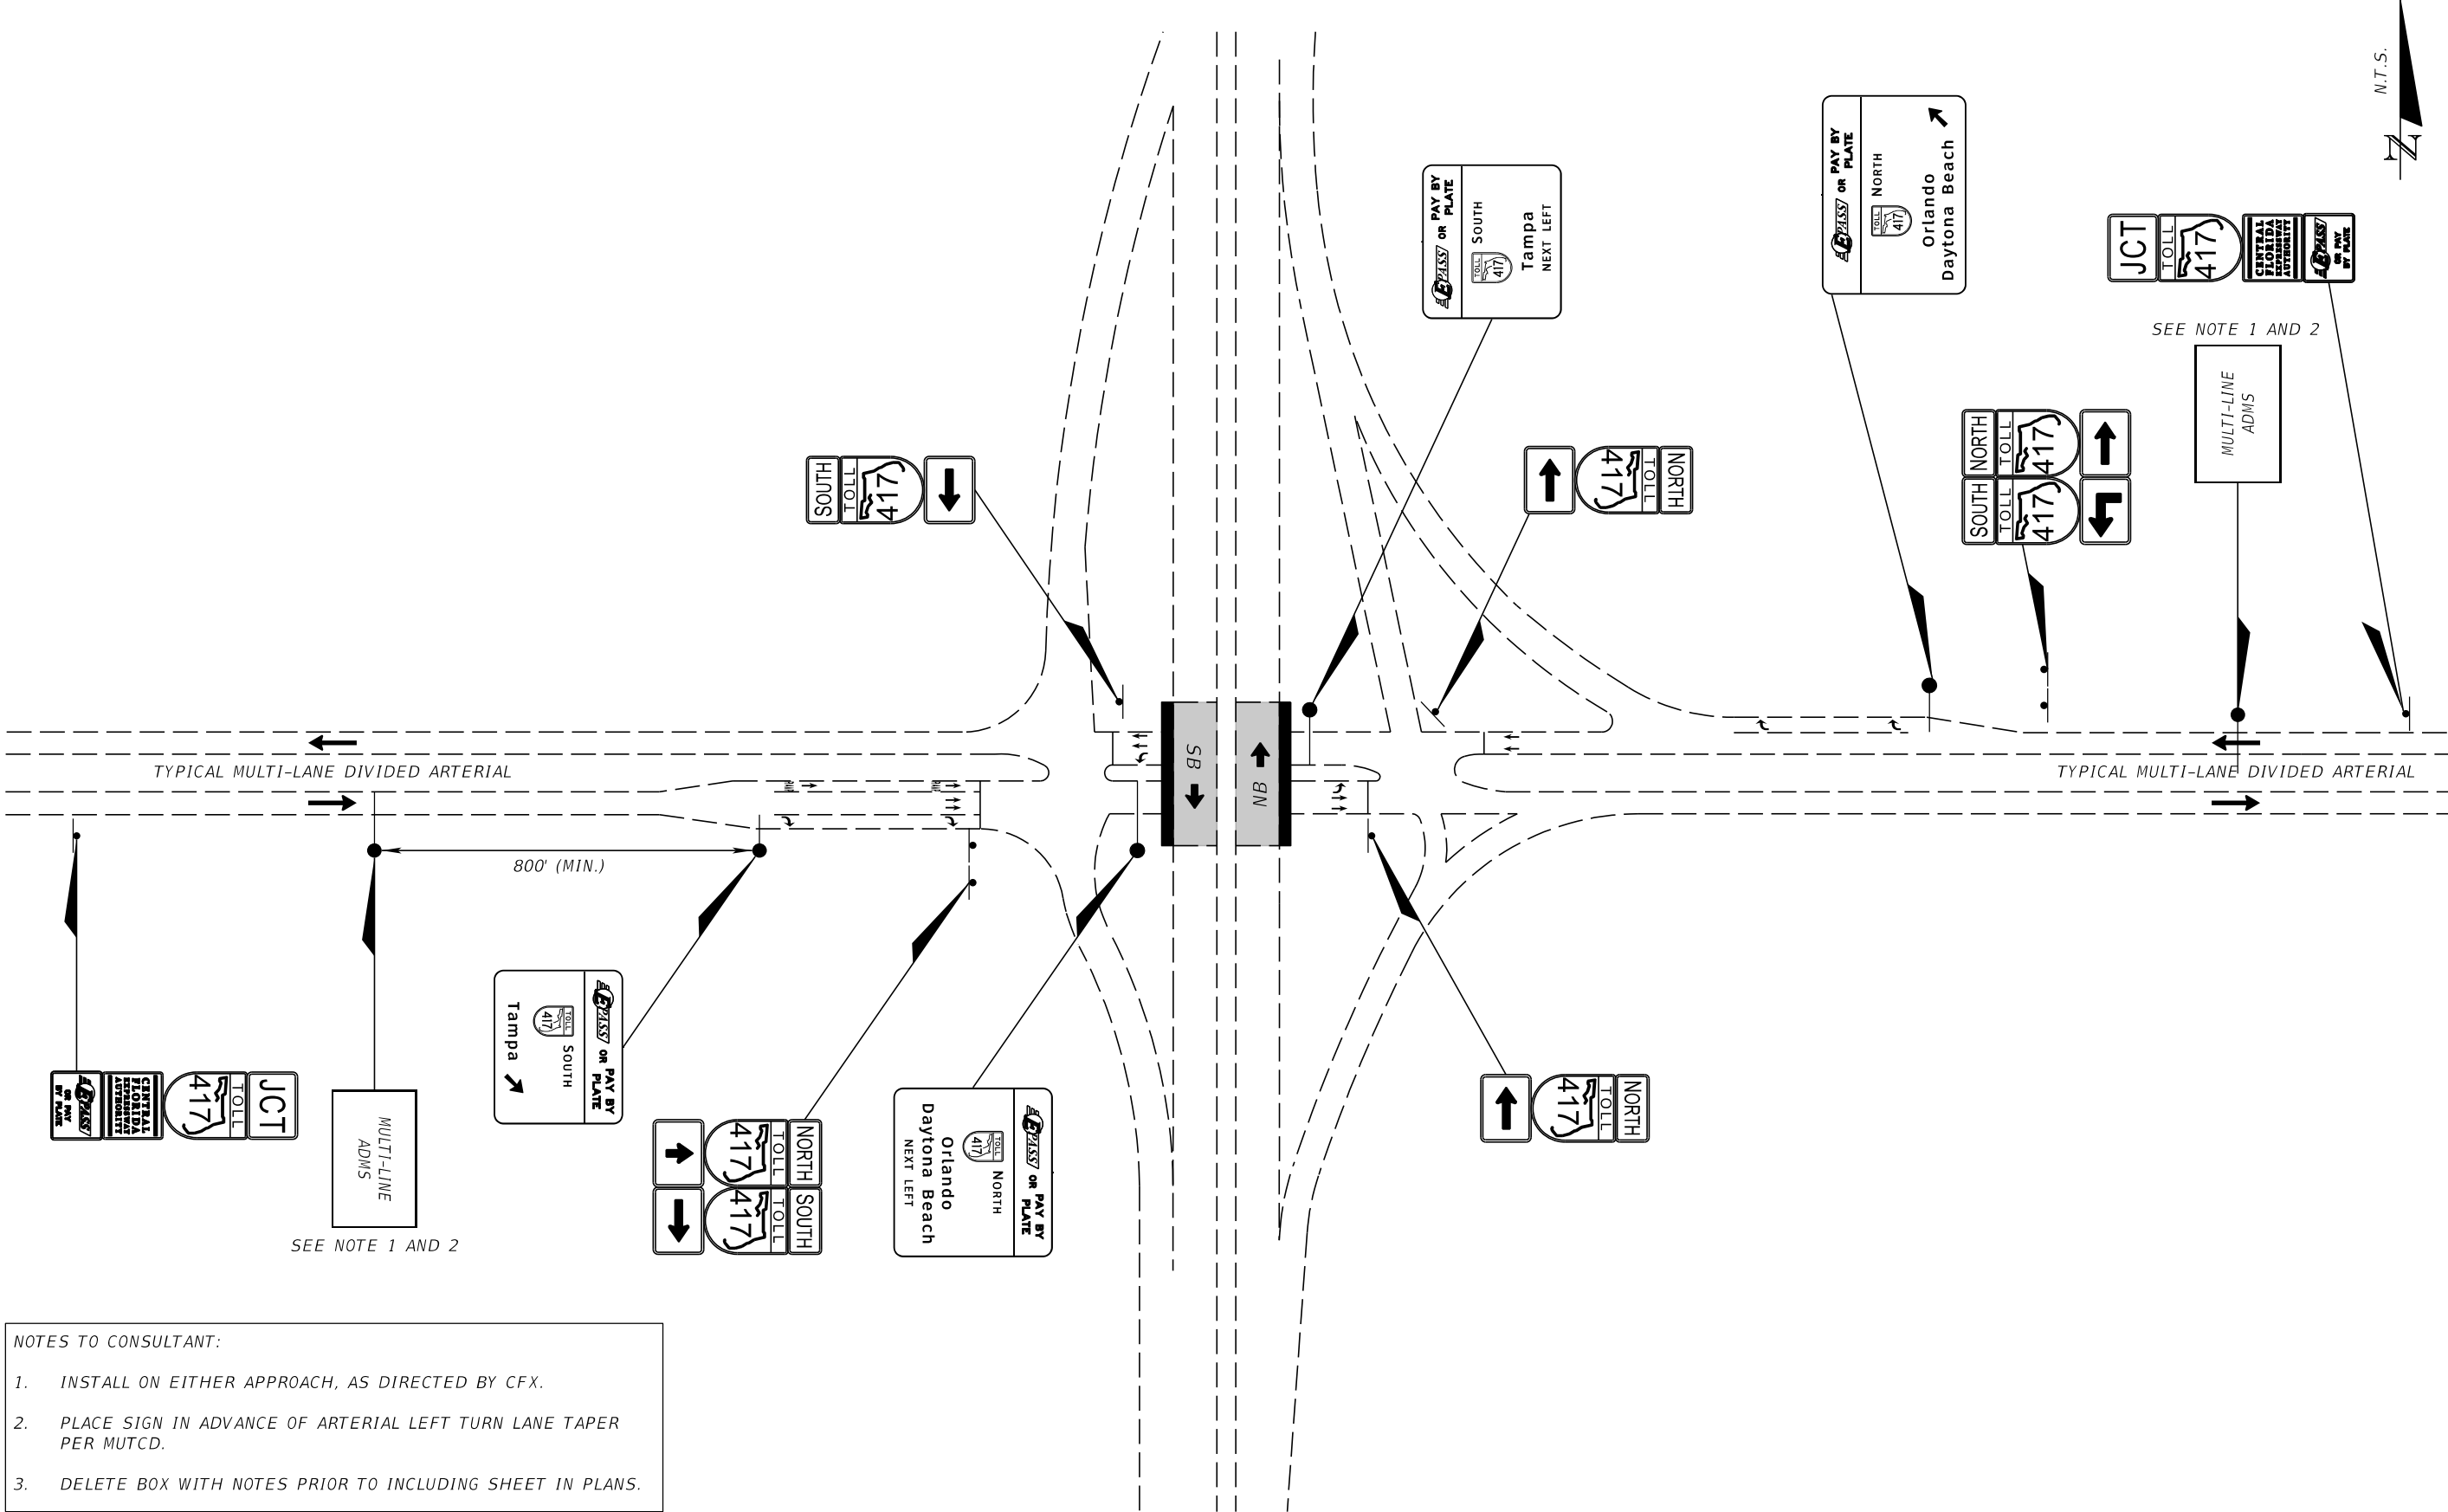 N.T.S.
N
E PASS OR PAY BY
PLATE
NORTH
TOLL
417
Orlando
Daytona Beach
E PASS OR PAY BY
PLATE
SOUTH
TOLL
417
Tampa
NEXT LEFT
JCT
TOLL
417
CENTRAL
FLORIDA
EXPRESSWAY
AUTHORITY
E PASS
OR PAY
BY PLATE
SEE NOTE 1 AND 2
MULTI-LINE
ADMS
NORTH
TOLL
417
SOUTH
TOLL
417
NORTH
TOLL
417
SOUTH
TOLL
417
SB
NB
TYPICAL MULTI-LANE DIVIDED ARTERIAL
TYPICAL MULTI-LANE DIVIDED ARTERIAL
800' (MIN.)
JCT
TOLL
417
CENTRAL
FLORIDA
EXPRESSWAY
AUTHORITY
E PASS
OR PAY
BY PLATE
MULTI-LINE
ADMS
SEE NOTE 1 AND 2
E PASS OR PAY BY
PLATE
TOLL
417
SOUTH
Tampa
NORTH
TOLL
417
SOUTH
TOLL
417
E PASS OR PAY BY
PLATE
TOLL
417
NORTH
Orlando
Daytona Beach
NEXT LEFT
NORTH
TOLL
417
NOTES TO CONSULTANT:
1. INSTALL ON EITHER APPROACH, AS DIRECTED BY CFX.
2. PLACE SIGN IN ADVANCE OF ARTERIAL LEFT TURN LANE TAPER
PER MUTCD.
3. DELETE BOX WITH NOTES PRIOR TO INCLUDING SHEET IN PLANS.